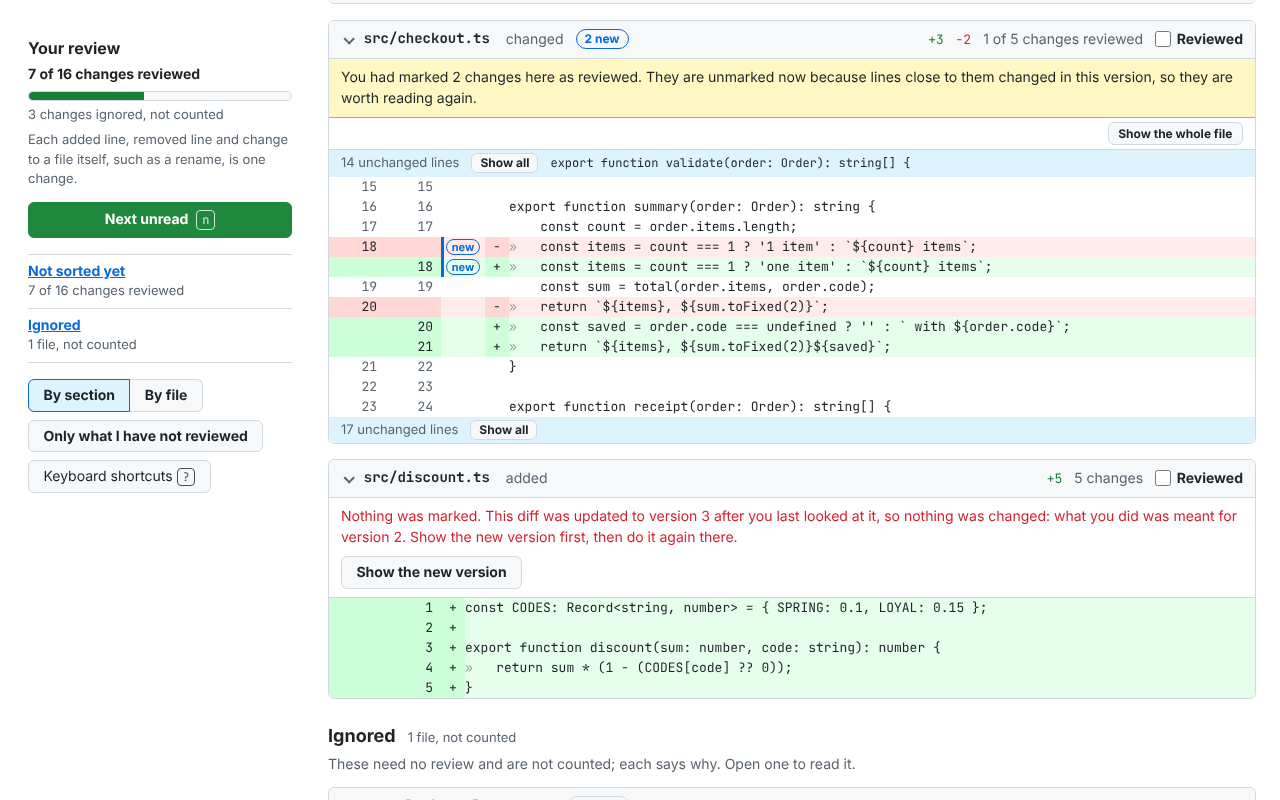 Your review
7 of 16 changes reviewed
3 changes ignored, not counted
Each added line, removed line and change
to a file itself, such as a rename, is one
change.
Next unread n
Not sorted yet
7 of 16 changes reviewed
Ignored
1 file, not counted
By section By file
Only what I have not reviewed
Keyboard shortcuts ?
src/checkout.ts changed 2 new +3 -2 1 of 5 changes reviewed Reviewed
You had marked 2 changes here as reviewed. They are unmarked now because lines close to them changed in this version, so they are
worth reading again.
Show the whole file
14 unchanged lines Show all export function validate(order: Order): string[] {
15 15
16 16 export function summary(order: Order): string {
17 17 const count = order.items.length;
18 new - » const items = count === 1 ? '1 item' : `${count} items`;
18 new + » const items = count === 1 ? 'one item' : `${count} items`;
19 19 const sum = total(order.items, order.code);
20 - » return `${items}, ${sum.toFixed(2)}`;
20 + » const saved = order.code === undefined ? '' : ` with ${order.code}`;
21 + » return `${items}, ${sum.toFixed(2)}${saved}`;
21 22 }
22 23
23 24 export function receipt(order: Order): string[] {
17 unchanged lines Show all
src/discount.ts added +5 5 changes Reviewed
Nothing was marked. This diff was updated to version 3 after you last looked at it, so nothing was changed: what you did was meant for
version 2. Show the new version first, then do it again there.
Show the new version
1 + const CODES: Record<string, number> = { SPRING: 0.1, LOYAL: 0.15 };
2 +
3 + export function discount(sum: number, code: string): number {
4 + » return sum * (1 - (CODES[code] ?? 0));
5 + }
Ignored 1 file, not counted
These need no review and are not counted; each says why. Open one to read it.